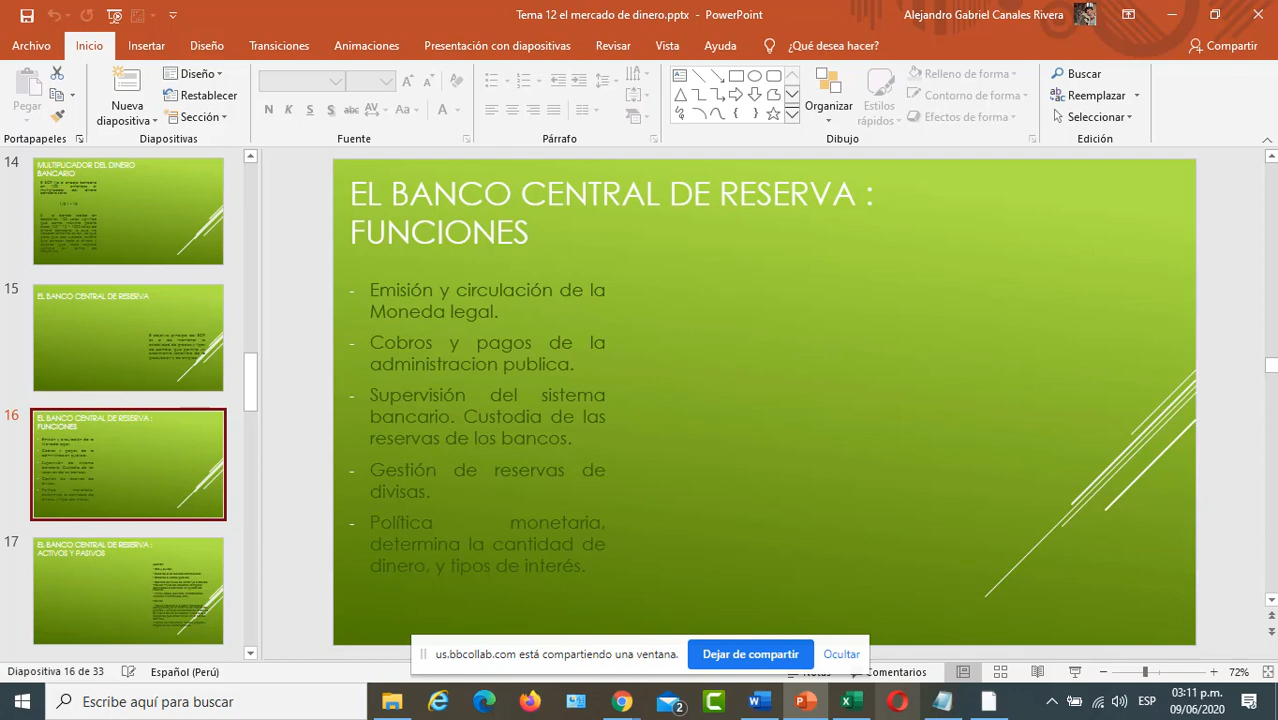 Tema 12 el mercado de dinero.pptx - PowerPoint
Alejandro Gabriel Canales Rivera
Archivo
Inicio
Insertar
Diseño
Transiciones
Animaciones
Presentación con diapositivas
Revisar
Vista
Ayuda
¿Qué desea hacer?
Compartir
Pegar
Nueva
diapositiva
Diseño
Restablecer
Sección
N K S S abc AV Aa A
Organizar
Estilos
rápidos
Relleno de forma
Contorno de forma
Efectos de forma
Buscar
Reemplazar
Seleccionar
Portapapeles
Diapositivas
Fuente
Párrafo
Dibujo
Edición
14
MULTIPLICADOR DEL DINERO
BANCARIO
15
EL BANCO CENTRAL DE RESERVA
16
EL BANCO CENTRAL DE RESERVA :
FUNCIONES
17
EL BANCO CENTRAL DE RESERVA :
ACTIVOS Y PASIVOS
EL BANCO CENTRAL DE RESERVA :
FUNCIONES
- Emisión y circulación de la
Moneda legal.
- Cobros y pagos de la
administracion publica.
- Supervisión del sistema
bancario. Custodia de las
reservas de los bancos.
- Gestión de reservas de
divisas.
- Política monetaria,
determina la cantidad de
dinero, y tipos de interés.
us.bbcollab.com está compartiendo una ventana.
Dejar de compartir
Ocultar
Diapositiva 16 de 33
Español (Perú)
Notas
Comentarios
72%
Escribe aquí para buscar
2
ESP
03:11 p.m.
09/06/2020